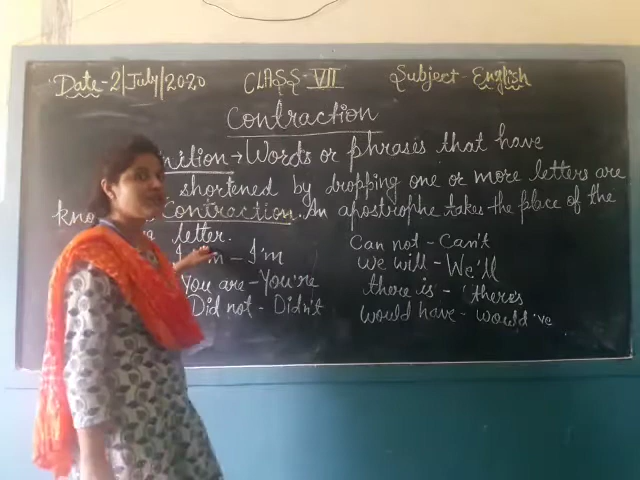 Date-2|July|2020 CLASS-VII Subject-English
Contraction
nition → Words or phrases that have
shortened by dropping one or more letters are
kno Contraction. An apostrophe takes the place of the
letter.
m - I'm Can not - Can't
You are - You're We will - We'll
Did not - Didn't there is - there's
would have - would've